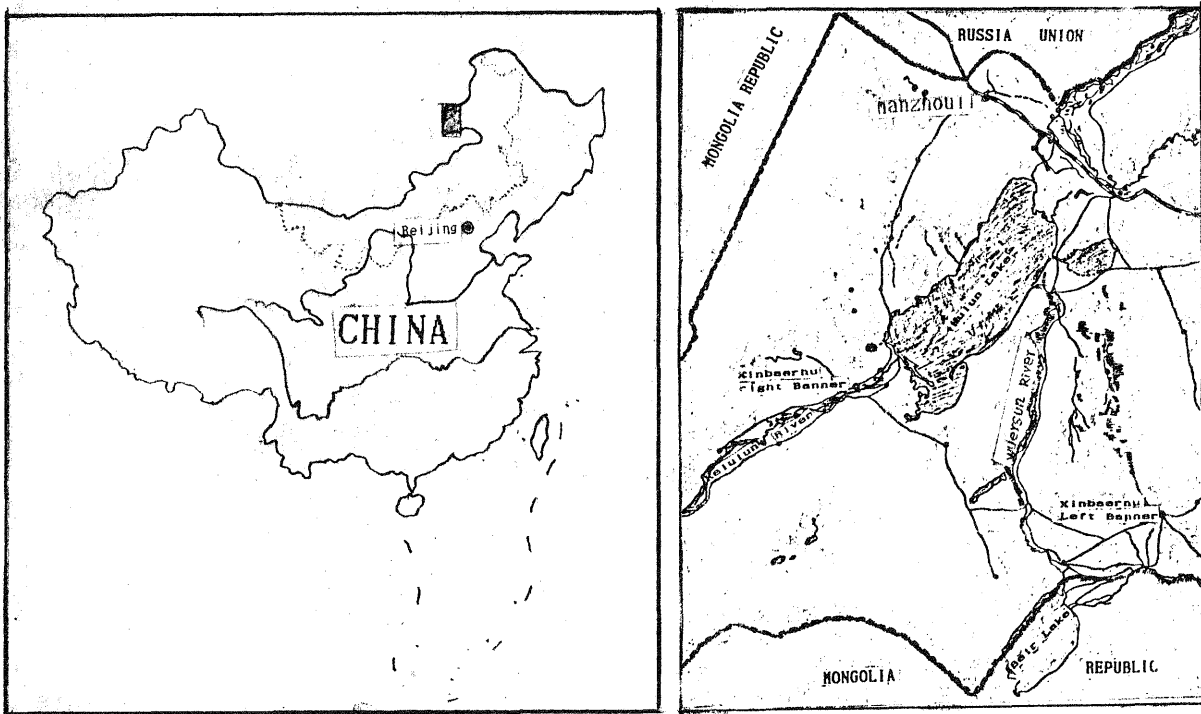 Beijing
CHINA
RUSSIA UNION
MONGOLIA REPUBLIC
Manzhouli
Hulun Lake
Xinbaerhu
Right Banner
River
Wuersun River
Xinbaerhu
Left Banner
Lake
MONGOLIA
REPUBLIC